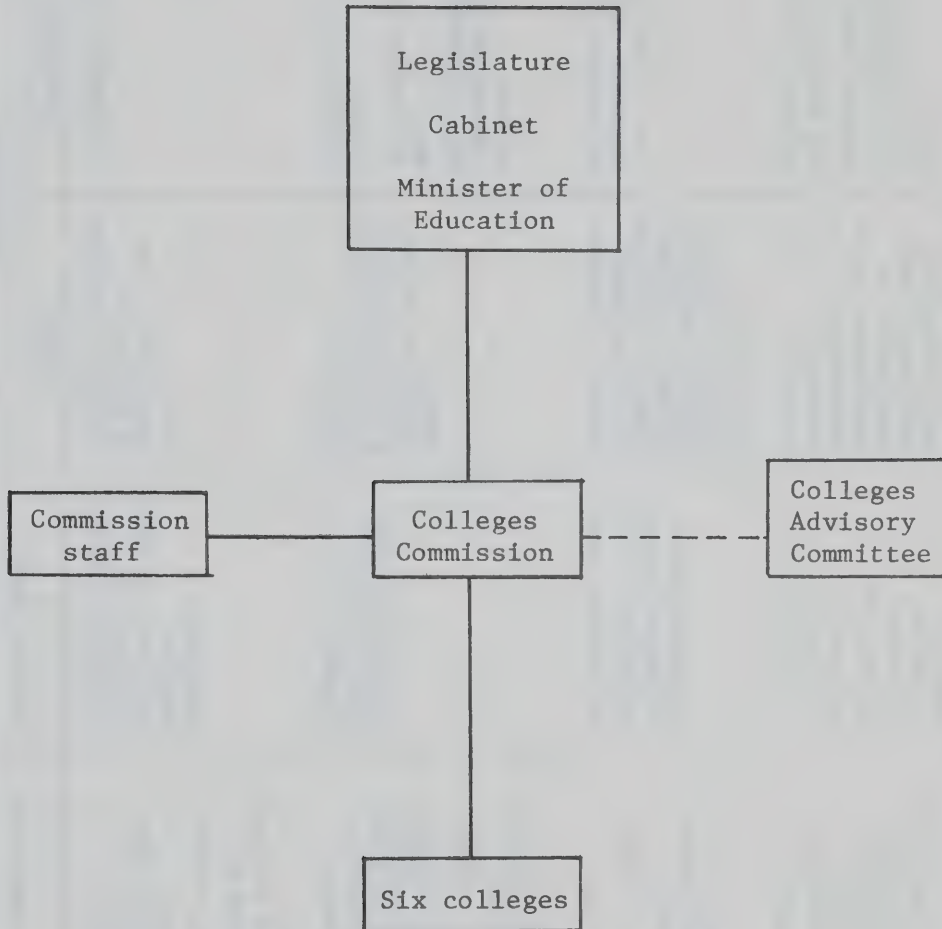 Legislature
Cabinet
Minister of
Education
Commission
staff
Colleges
Commission
Colleges
Advisory
Committee
Six colleges